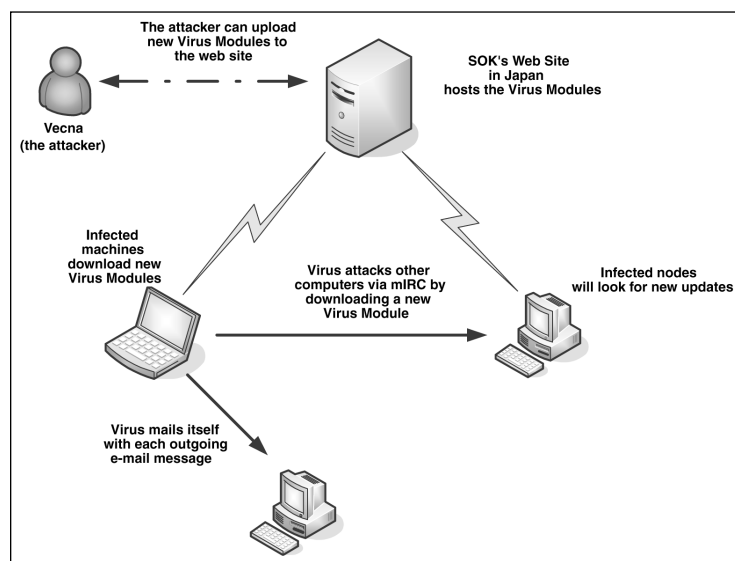 The attacker can upload
new Virus Modules to
the web site
SOK's Web Site
in Japan
hosts the Virus Modules
Vecna
(the attacker)
Infected
machines
download new
Virus Modules
Virus attacks other
computers via mIRC by
downloading a new
Virus Module
Infected nodes
will look for new updates
Virus mails itself
with each outgoing
e-mail message